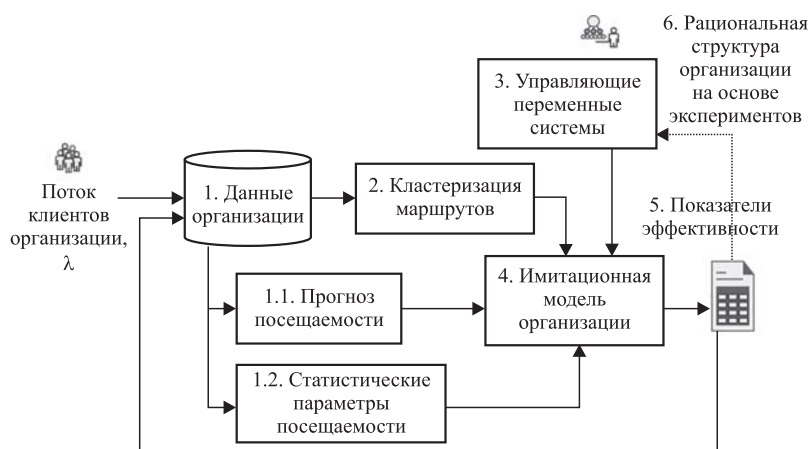 6. Рациональная
структура
организации
на основе
экспериментов
3. Управляющие
переменные
системы
Поток
клиентов
организации,
λ
1. Данные
организации
2. Кластеризация
маршрутов
5. Показатели
эффективности
1.1. Прогноз
посещаемости
4. Имитационная
модель
организации
1.2. Статистические
параметры
посещаемости